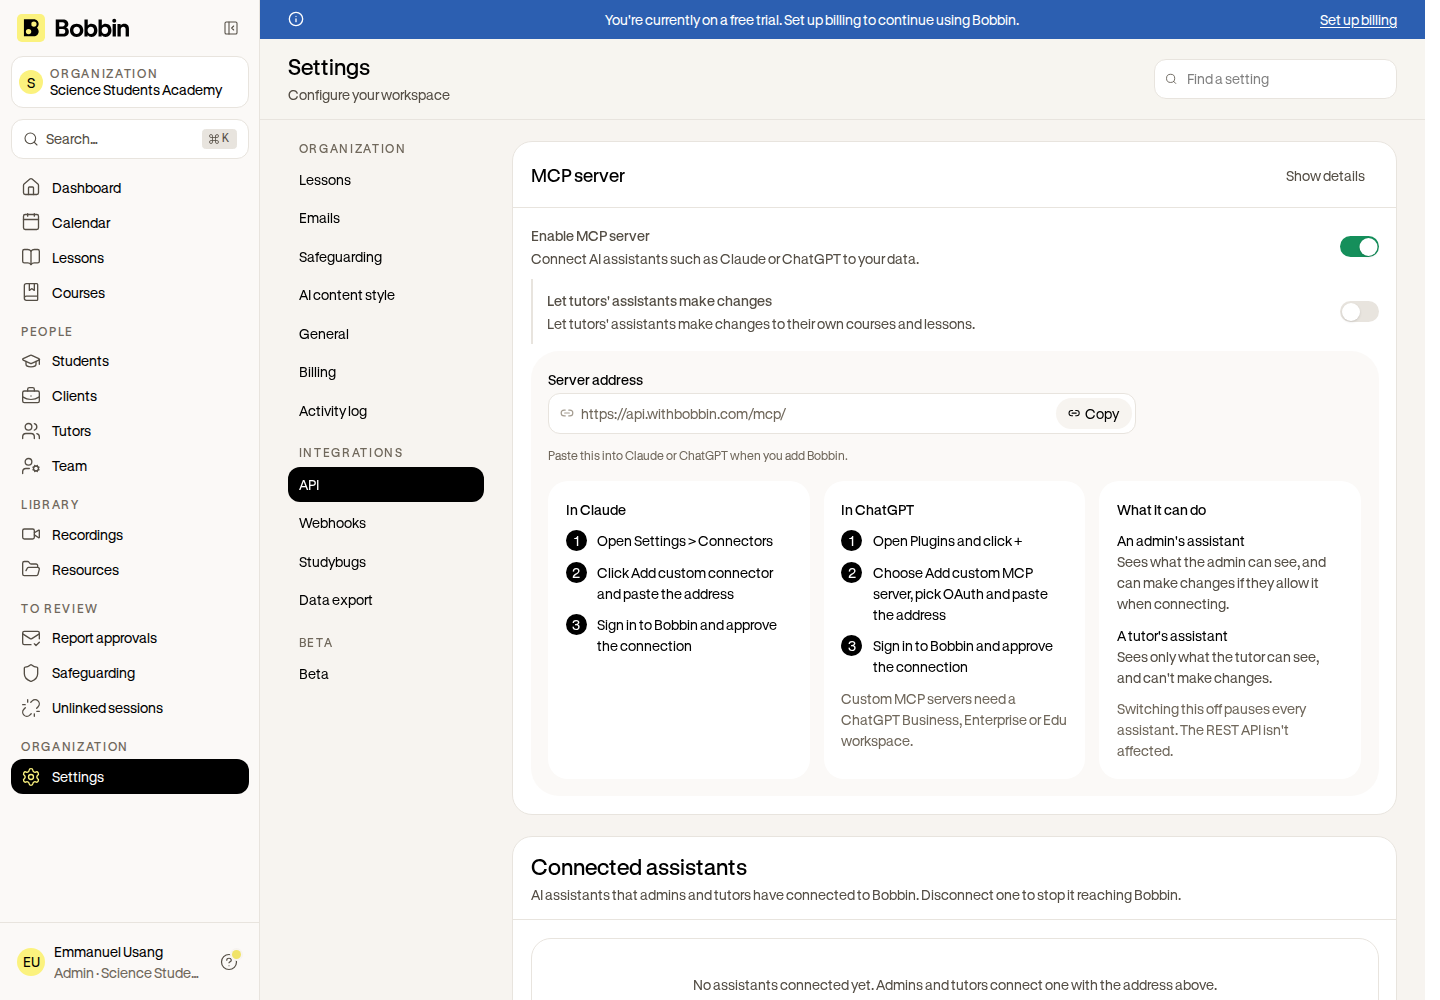 Bobbin
S
ORGANIZATION
Science Students Academy
Search...
⌘ K
Dashboard
Calendar
Lessons
Courses
PEOPLE
Students
Clients
Tutors
Team
LIBRARY
Recordings
Resources
TO REVIEW
Report approvals
Safeguarding
Unlinked sessions
ORGANIZATION
Settings
EU
Emmanuel Usang
Admin · Science Stude...
You're currently on a free trial. Set up billing to continue using Bobbin.
Set up billing
Settings
Configure your workspace
Find a setting
ORGANIZATION
Lessons
Emails
Safeguarding
AI content style
General
Billing
Activity log
INTEGRATIONS
API
Webhooks
Studybugs
Data export
BETA
Beta
MCP server
Show details
Enable MCP server
Connect AI assistants such as Claude or ChatGPT to your data.
Let tutors' assistants make changes
Let tutors' assistants make changes to their own courses and lessons.
Server address
https://api.withbobbin.com/mcp/
Copy
Paste this into Claude or ChatGPT when you add Bobbin.
In Claude
1 Open Settings > Connectors
2 Click Add custom connector
and paste the address
3 Sign in to Bobbin and approve
the connection
In ChatGPT
1 Open Plugins and click +
2 Choose Add custom MCP
server, pick OAuth and paste
the address
3 Sign in to Bobbin and approve
the connection
Custom MCP servers need a
ChatGPT Business, Enterprise or Edu
workspace.
What it can do
An admin's assistant
Sees what the admin can see, and
can make changes if they allow it
when connecting.
A tutor's assistant
Sees only what the tutor can see,
and can't make changes.
Switching this off pauses every
assistant. The REST API isn't
affected.
Connected assistants
AI assistants that admins and tutors have connected to Bobbin. Disconnect one to stop it reaching Bobbin.
No assistants connected yet. Admins and tutors connect one with the address above.